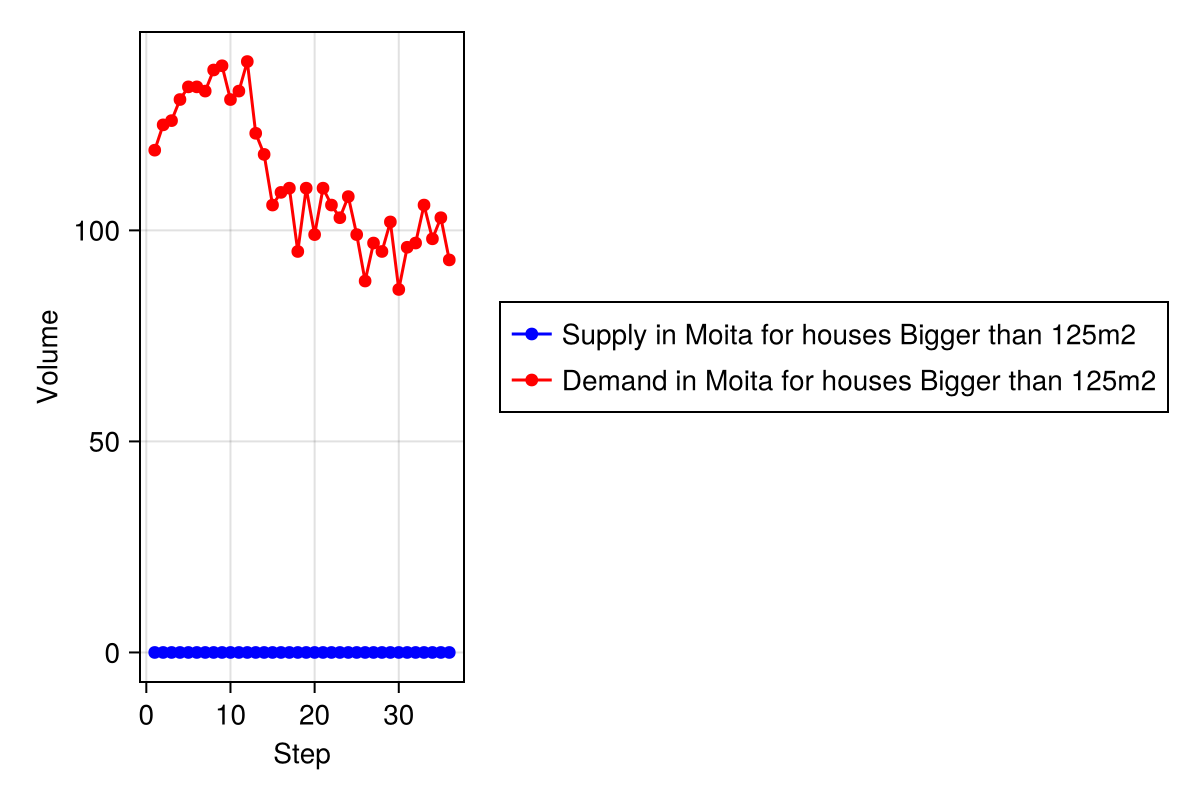 Volume
100
50
0
0 10 20 30
Step
Supply in Moita for houses Bigger than 125m2
Demand in Moita for houses Bigger than 125m2